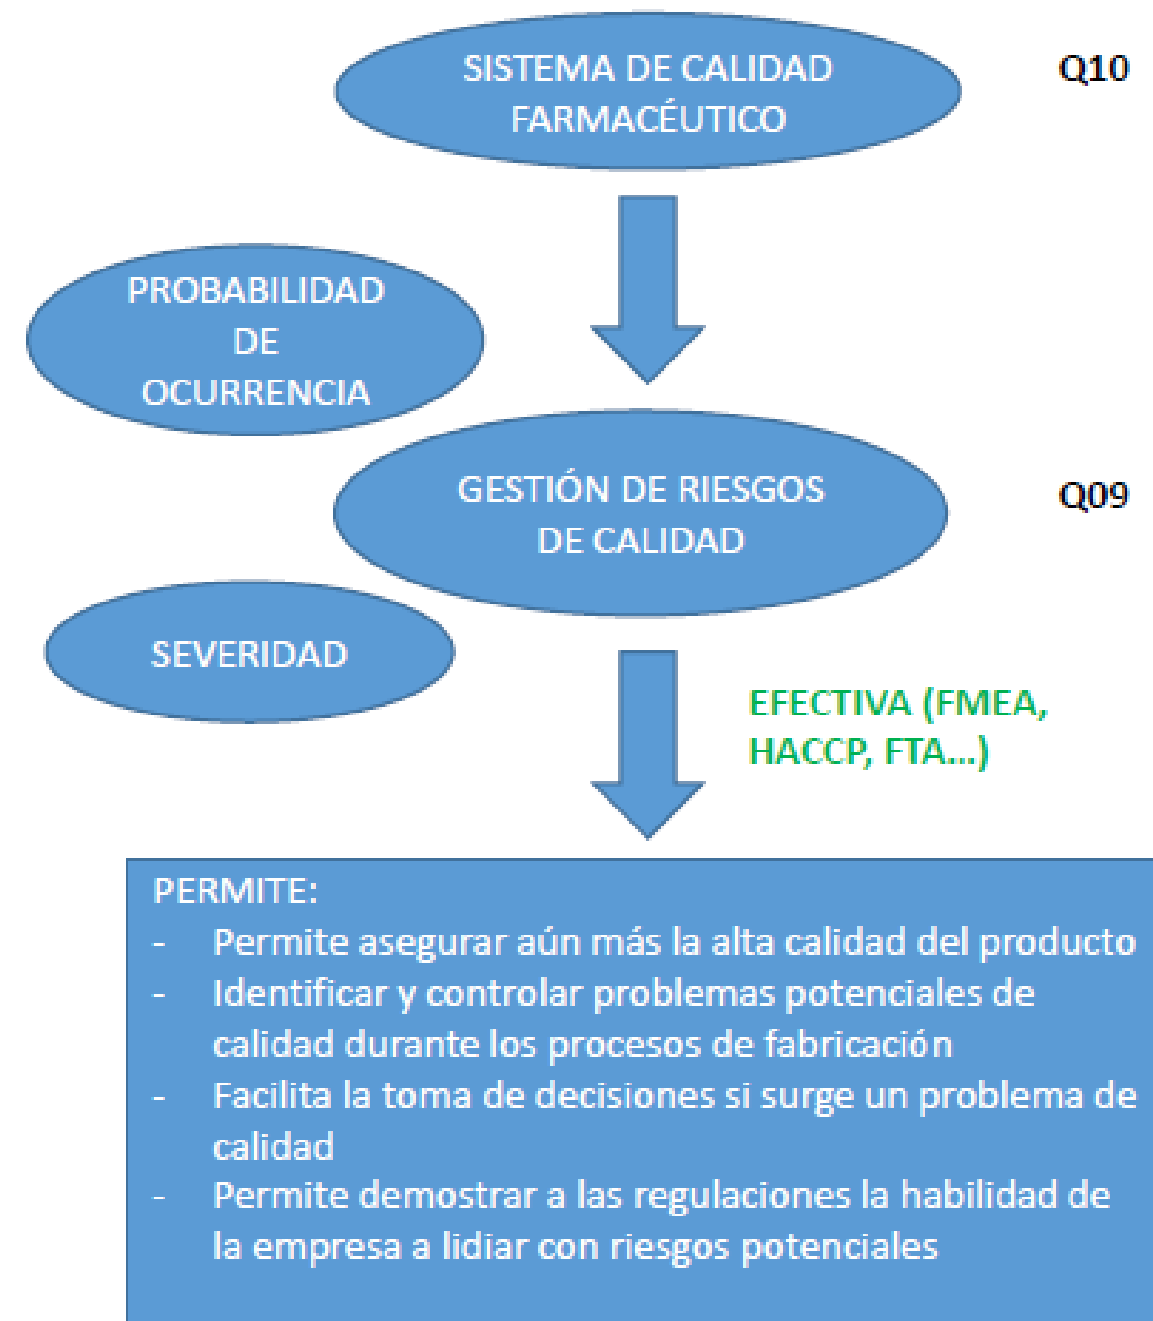 SISTEMA DE CALIDAD
FARMACÉUTICO
Q10
PROBABILIDAD
DE
OCURRENCIA
GESTIÓN DE RIESGOS
DE CALIDAD
Q09
SEVERIDAD
EFECTIVA (FMEA,
HACCP, FTA...)
PERMITE:
- Permite asegurar aún más la alta calidad del producto
- Identificar y controlar problemas potenciales de
calidad durante los procesos de fabricación
- Facilita la toma de decisiones si surge un problema de
calidad
- Permite demostrar a las regulaciones la habilidad de
la empresa a lidiar con riesgos potenciales